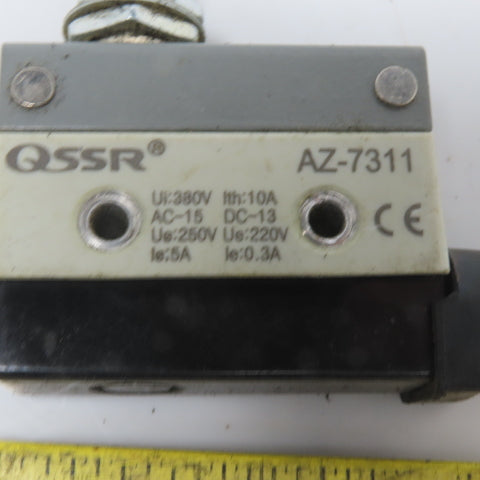 QSSR® AZ-7311
Ui:380V Ith:10A
AC-15 DC-13
Ue:250V Ue:220V
Ie:5A Ie:0.3A
CE